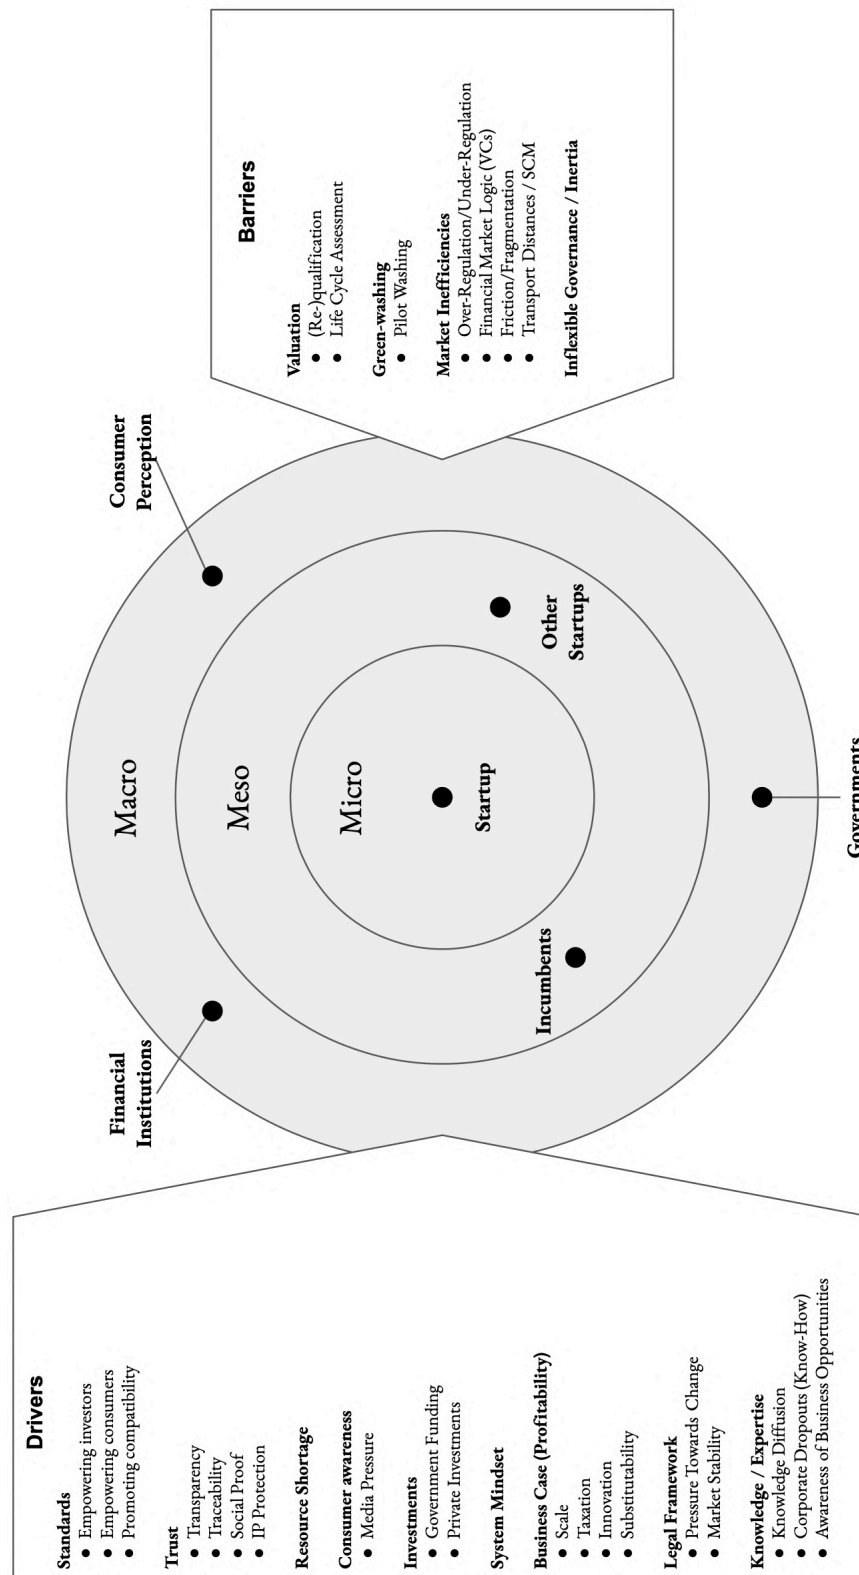 Drivers
Standards
● Empowering investors
● Empowering consumers
● Promoting compatibility
Trust
● Transparency
● Traceability
● Social Proof
● IP Protection
Resource Shortage
Consumer awareness
● Media Pressure
Investments
● Government Funding
● Private Investments
System Mindset
Business Case (Profitability)
● Scale
● Taxation
● Innovation
● Substitutability
Legal Framework
● Pressure Towards Change
● Market Stability
Knowledge / Expertise
● Knowledge Diffusion
● Corporate Dropouts (Know-How)
● Awareness of Business Opportunities
Financial
Institutions
Macro
Meso
Micro
Startup
Incumbents
Other
Startups
Consumer
Perception
Governments
Barriers
Valuation
● (Re-)qualification
● Life Cycle Assessment
Green-washing
● Pilot Washing
Market Inefficiencies
● Over-Regulation/Under-Regulation
● Financial Market Logic (VCs)
● Friction/Fragmentation
● Transport Distances / SCM
Inflexible Governance / Inertia